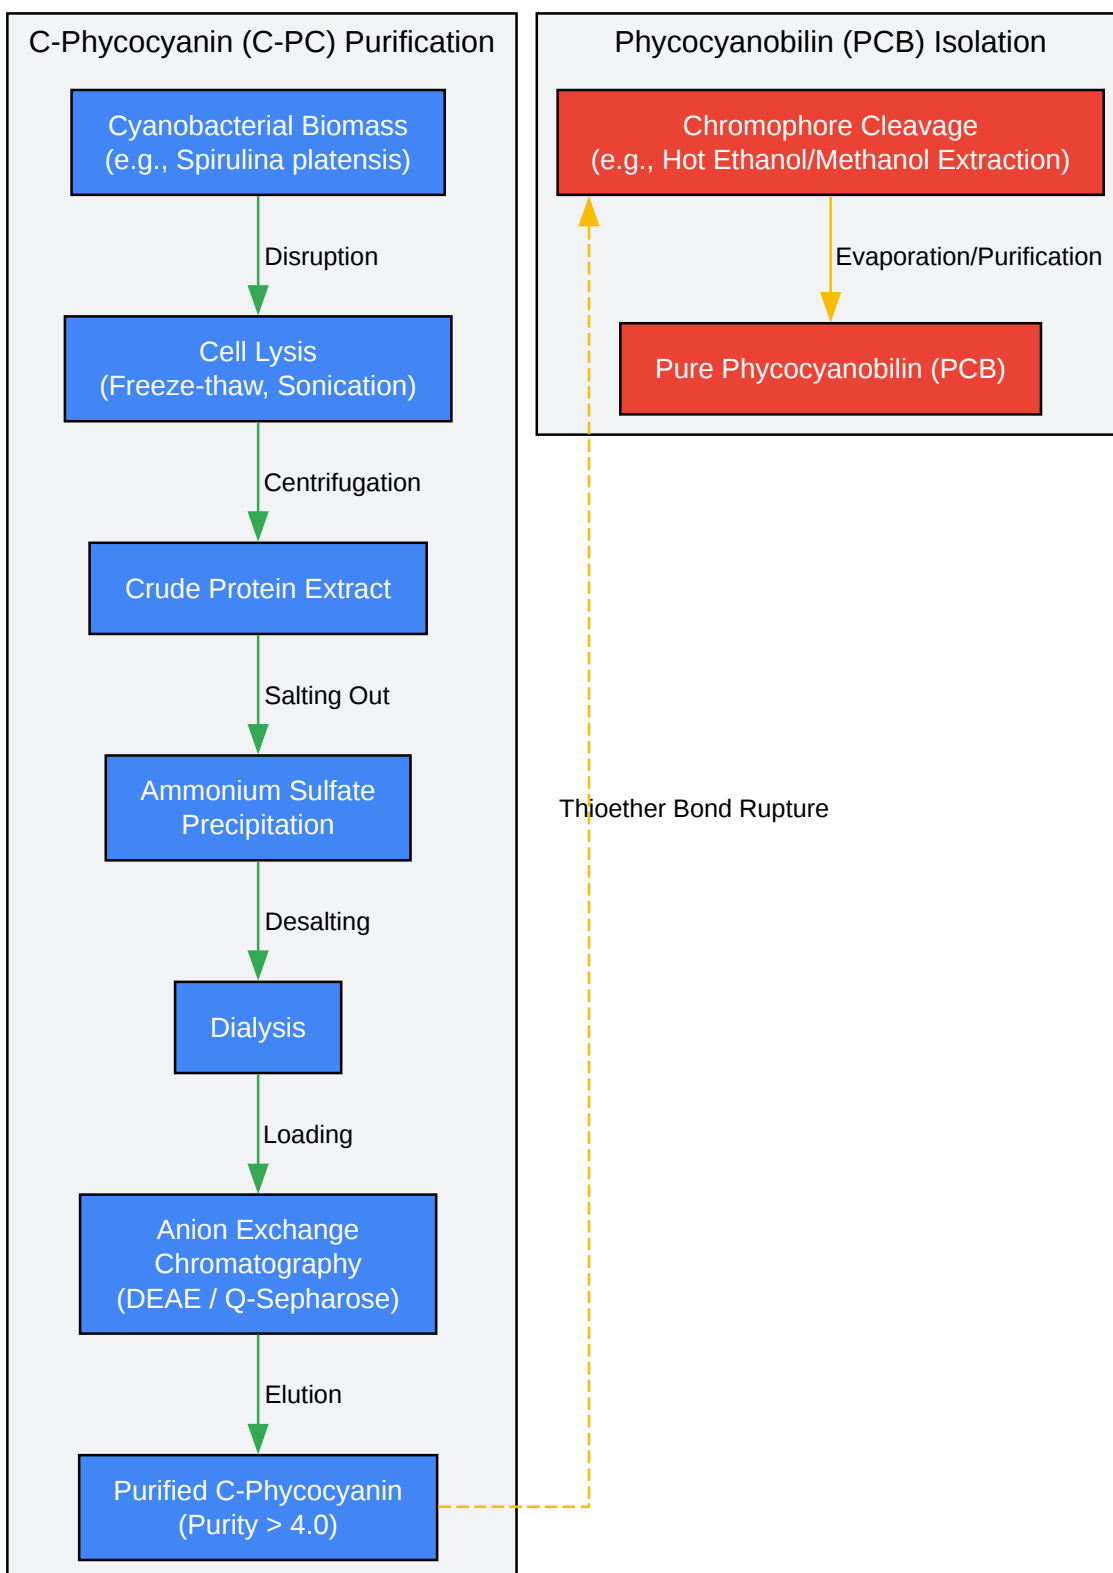 C-Phycocyanin (C-PC) Purification
Cyanobacterial Biomass
(e.g., Spirulina platensis)
Disruption
Cell Lysis
(Freeze-thaw, Sonication)
Centrifugation
Crude Protein Extract
Salting Out
Ammonium Sulfate
Precipitation
Desalting
Dialysis
Loading
Anion Exchange
Chromatography
(DEAE / Q-Sepharose)
Elution
Purified C-Phycocyanin
(Purity > 4.0)
Thioether Bond Rupture
Phycocyanobilin (PCB) Isolation
Chromophore Cleavage
(e.g., Hot Ethanol/Methanol Extraction)
Evaporation/Purification
Pure Phycocyanobilin (PCB)